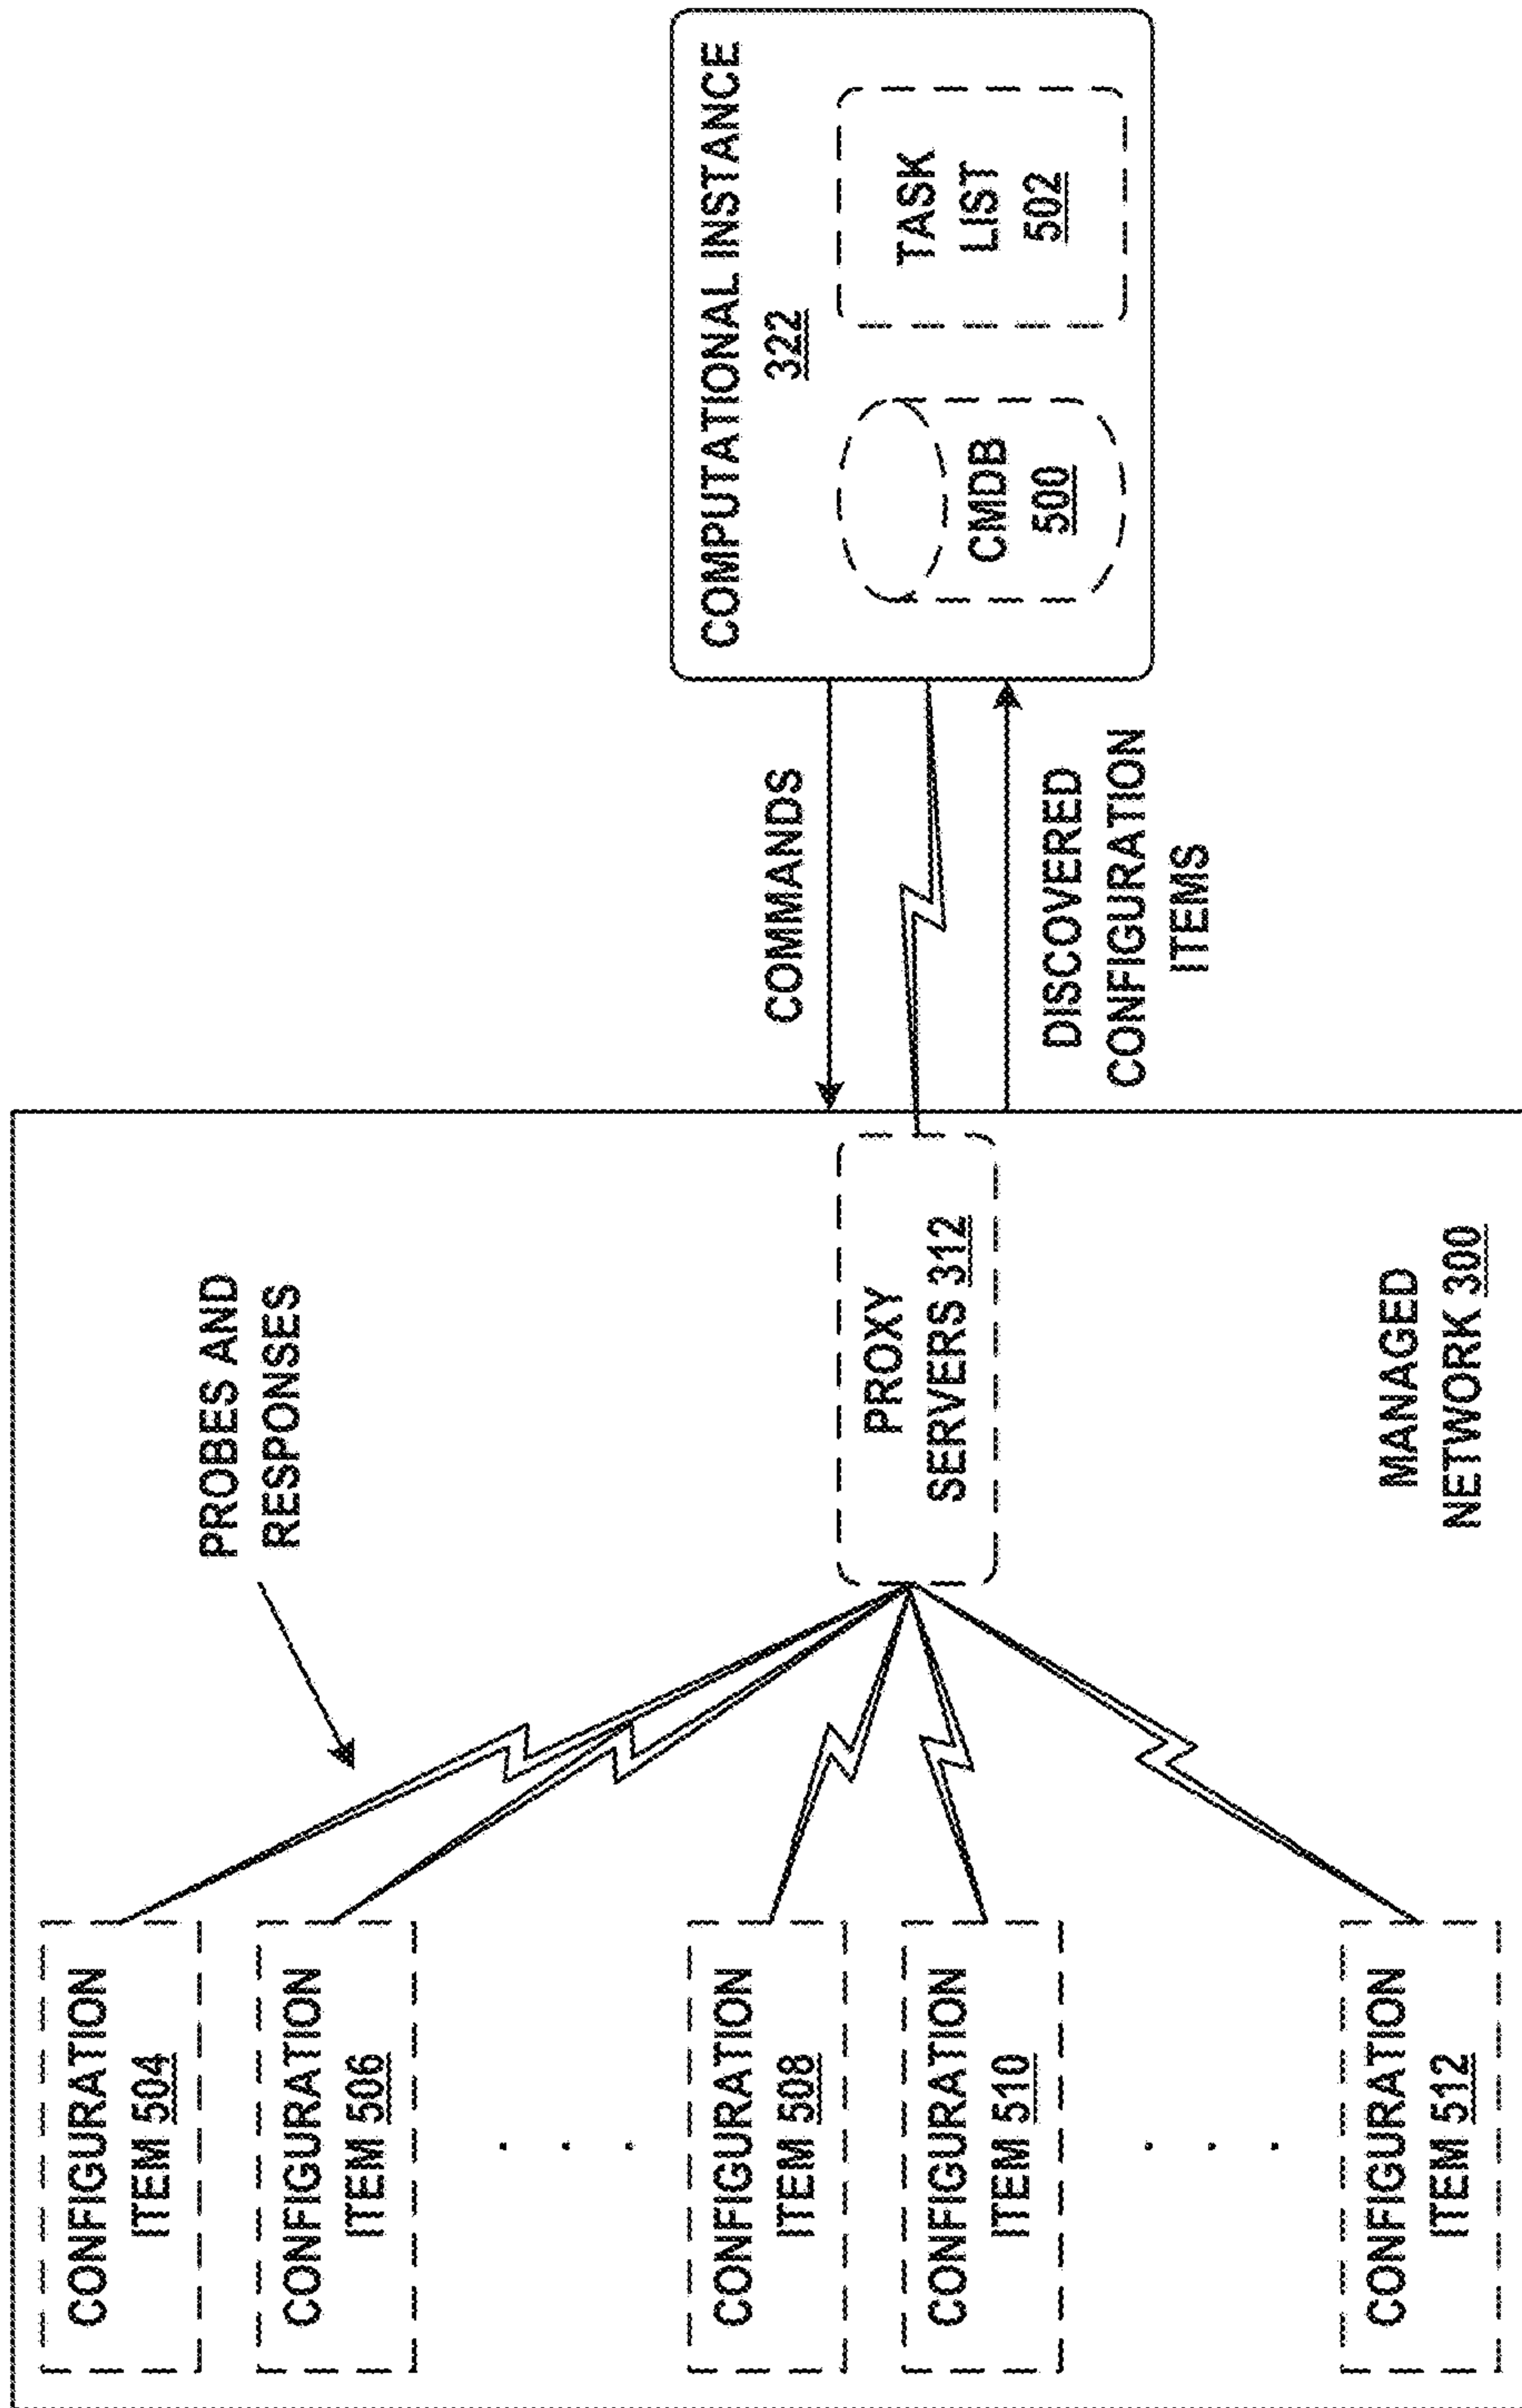 COMPUTATIONAL INSTANCE
322
CMDB
500
TASK
LIST
502
COMMANDS
DISCOVERED
CONFIGURATION
ITEMS
PROBES AND
RESPONSES
PROXY
SERVERS 312
MANAGED
NETWORK 300
CONFIGURATION
ITEM 504
CONFIGURATION
ITEM 506
CONFIGURATION
ITEM 508
CONFIGURATION
ITEM 510
CONFIGURATION
ITEM 512